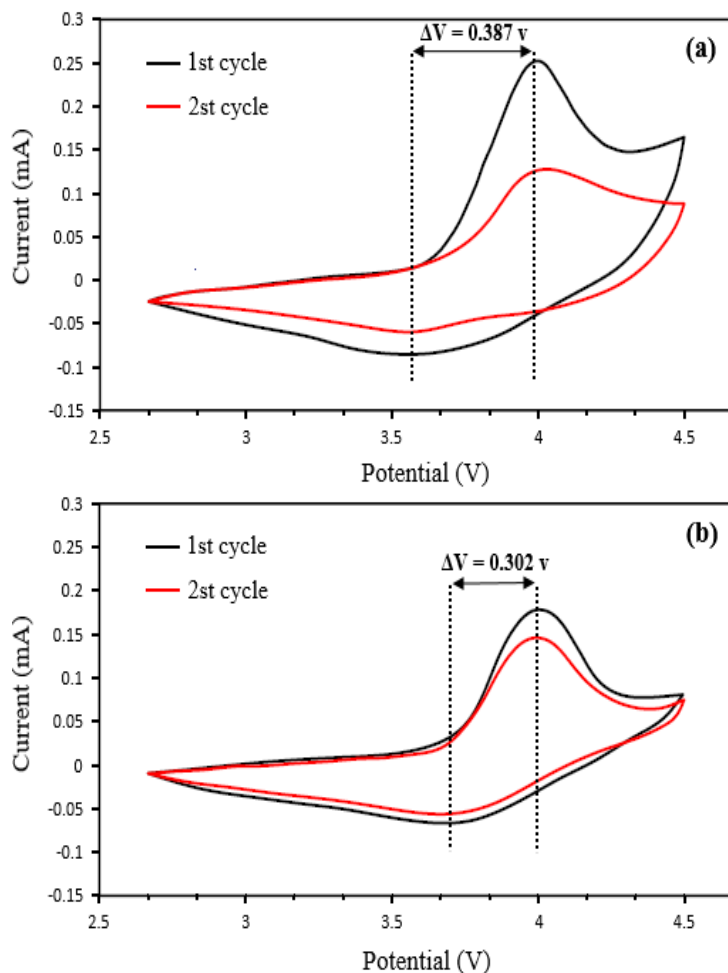 0.3
ΔV = 0.387 v
(a)
0.25
1st cycle
0.2
2st cycle
0.15
0.1
0.05
0
-0.05
-0.1
-0.15
Current (mA)
2.5 3 3.5 4 4.5
Potential (V)
0.3
(b)
0.25
1st cycle
ΔV = 0.302 v
0.2
2st cycle
0.15
0.1
0.05
0
-0.05
-0.1
-0.15
Current (mA)
2.5 3 3.5 4 4.5
Potential (V)